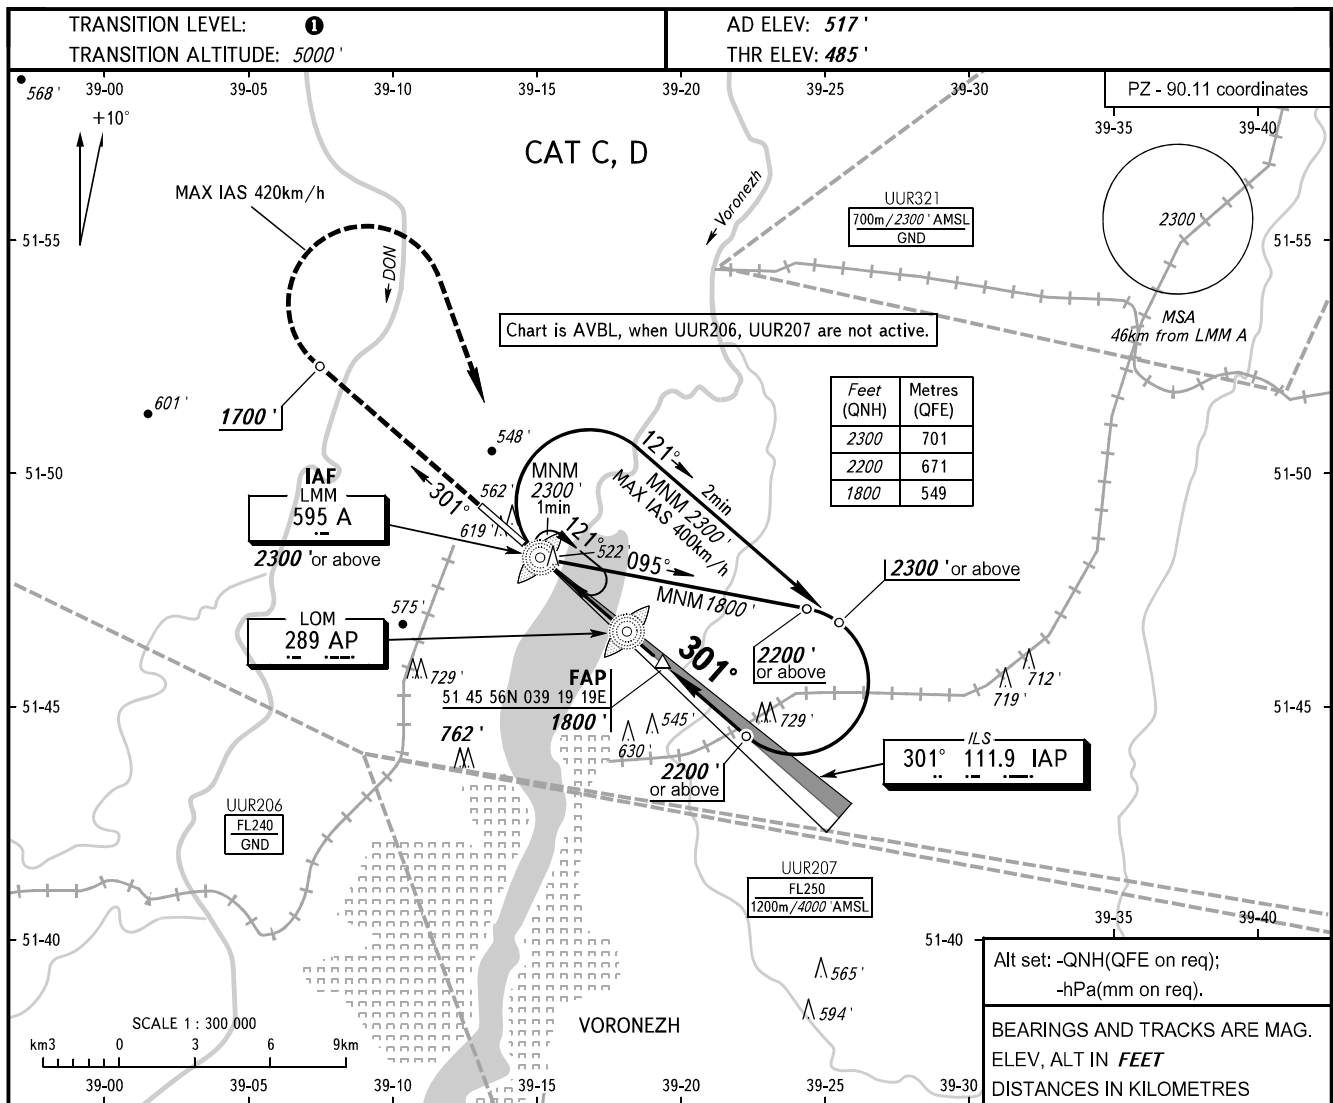 TRANSITION LEVEL: ❶
TRANSITION ALTITUDE: 5000 '
AD ELEV: 517 '
THR ELEV: 485 '
39-00 39-05 39-10 39-15 39-20 39-25 39-30
PZ - 90.11 coordinates
39-35 39-40
568 '
+10°
CAT C, D
MAX IAS 420km/h
Voronezh
UUR321
700m/2300 ' AMSL
GND
2300
51-55
51-55
DON
MSA
46km from LMM A
Chart is AVBL, when UUR206, UUR207 are not active.
Feet (QNH) Metres (QFE)
2300 701
2200 671
1800 549
601 '
1700 '
548 '
121°
2min
MNM 2300 '
MAX IAS 400km/h
51-50
51-50
IAF
LMM
595 A
2300 'or above
301°
562 '
619 '
MNM
2300 '
1min
121°
522 '
095°
MNM 1800 '
2300 'or above
LOM
289 AP
575 '
729 '
301°
2200 '
or above
FAP
51 45 56N 039 19 19E
1800 '
712 '
719 '
51-45
51-45
762 '
630 '
545 '
729 '
2200 '
or above
ILS
301° 111.9 IAP
UUR206
FL240
GND
UUR207
FL250
1200m/4000 'AMSL
39-35 39-40
51-40
51-40
565 '
594 '
Alt set: -QNH(QFE on req);
-hPa(mm on req).
SCALE 1 : 300 000
km3 0 3 6 9km
VORONEZH
BEARINGS AND TRACKS ARE MAG.
ELEV, ALT IN FEET
DISTANCES IN KILOMETRES
39-00 39-05 39-10 39-15 39-20 39-25 39-30